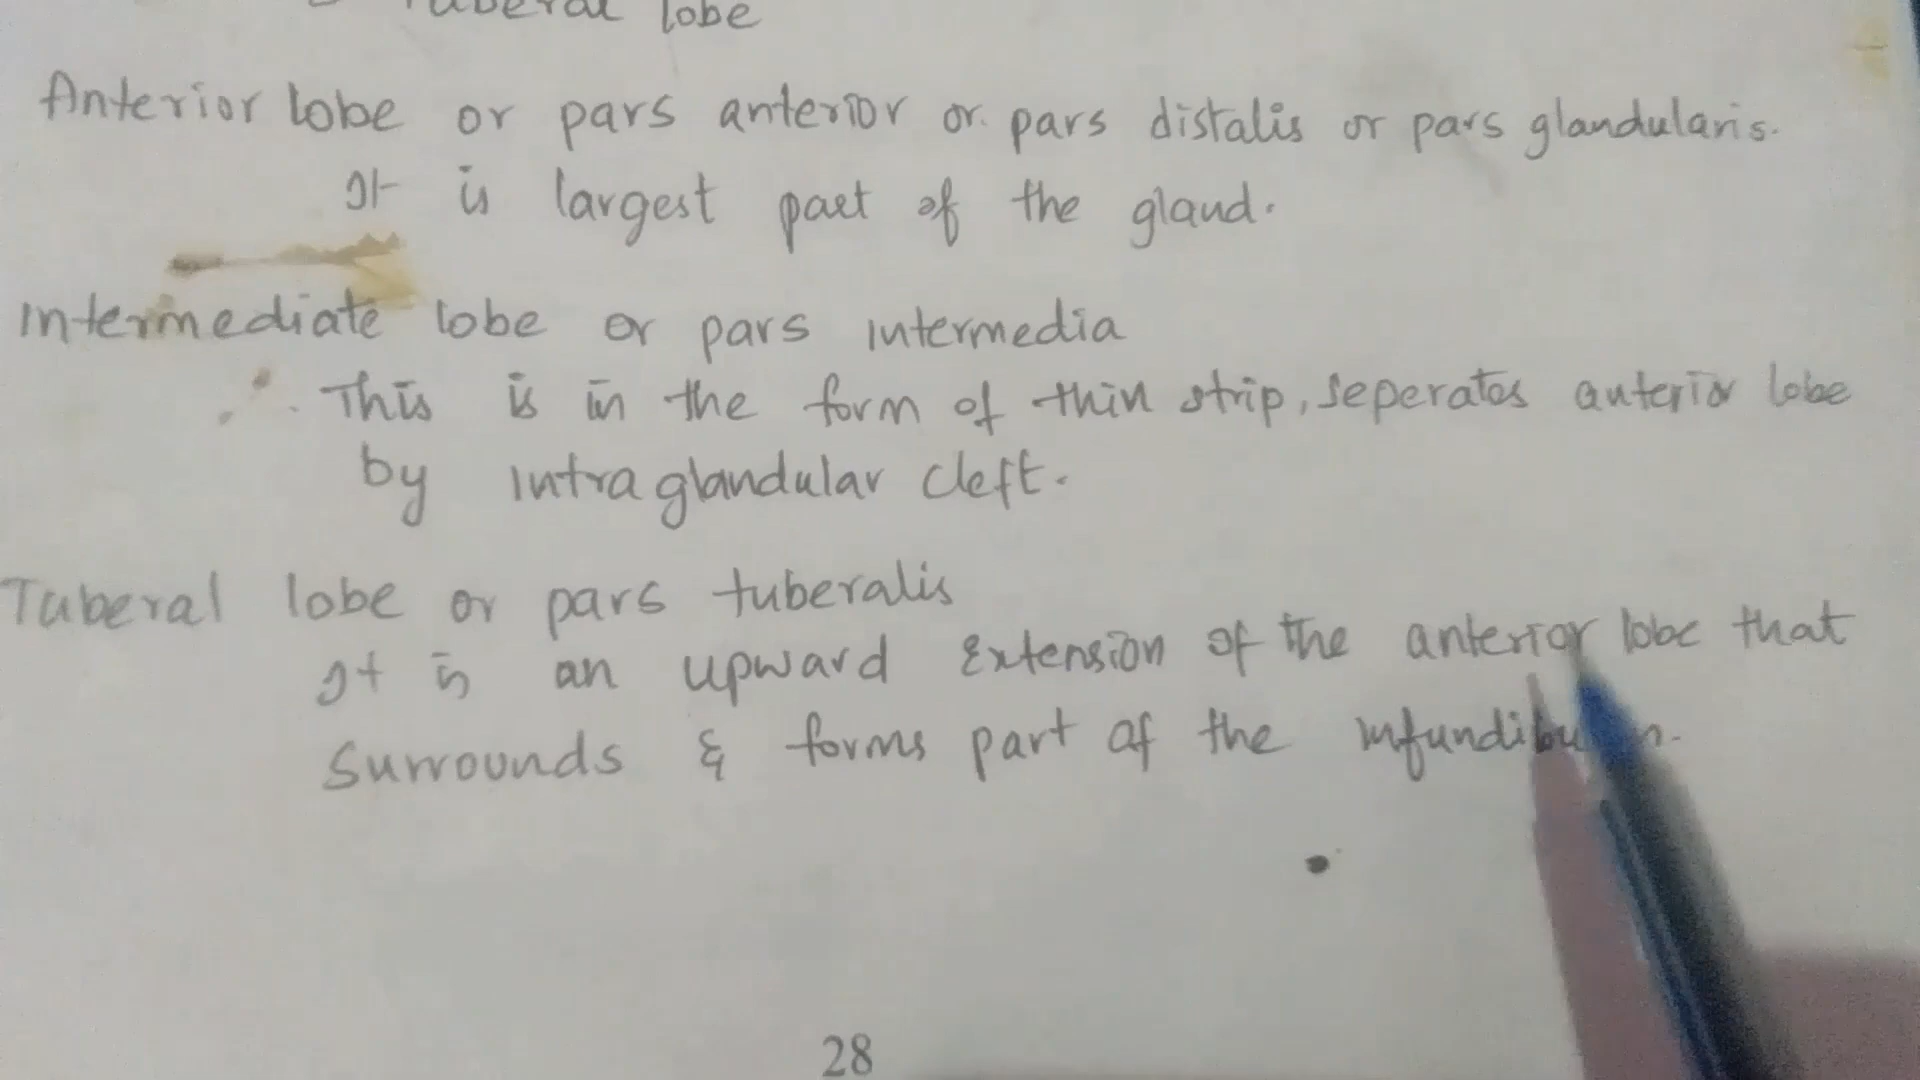 Tuberal lobe
Anterior lobe or pars anterior or pars distalis or pars glandularis.
It is largest part of the gland.
Intermediate lobe or pars intermedia
This is in the form of thin strip, seperates anterior lobe
by intraglandular cleft.
Tuberal lobe or pars tuberalis
It is an upward extension of the anterior lobe that
surrounds & forms part of the
28